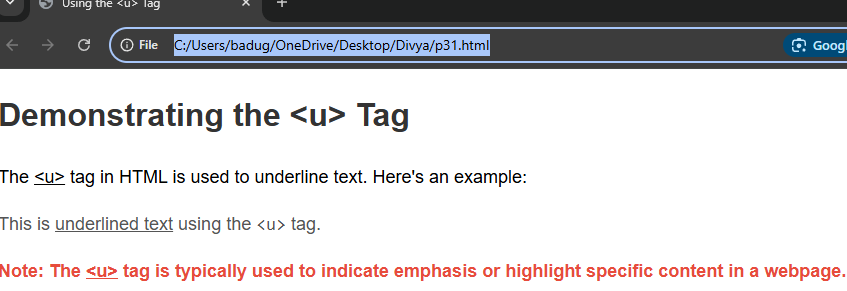 Using the <u> Tag
File C:/Users/badug/OneDrive/Desktop/Divya/p31.html Googl
Demonstrating the <u> Tag
The <u> tag in HTML is used to underline text. Here's an example:
This is underlined text using the <u> tag.
Note: The <u> tag is typically used to indicate emphasis or highlight specific content in a webpage.